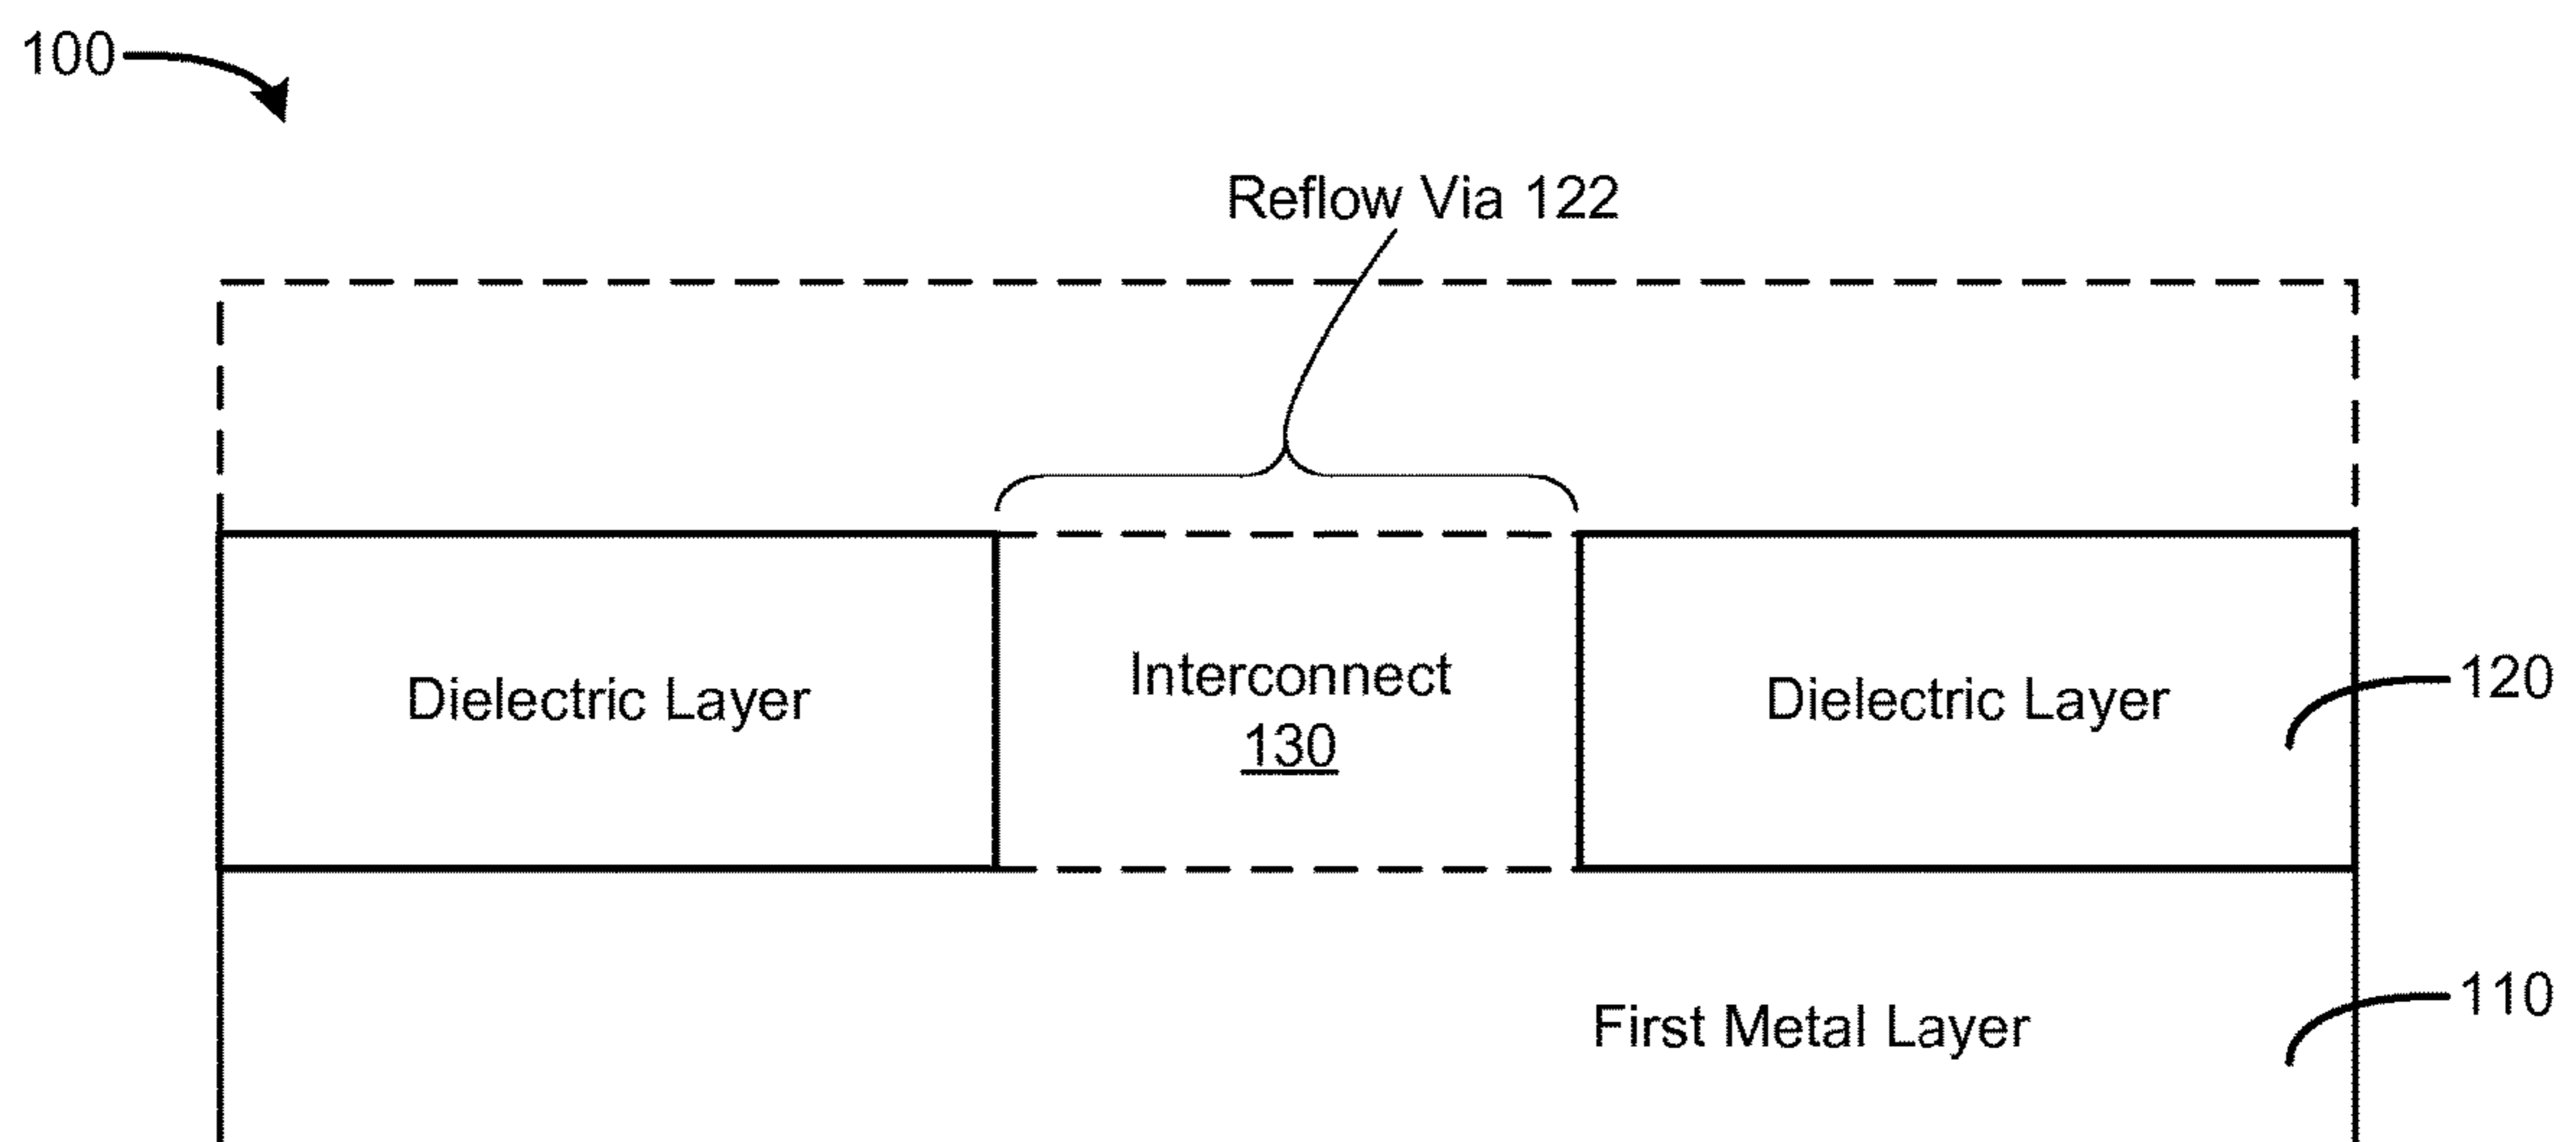 100
Reflow Via 122
Dielectric Layer
Interconnect
130
Dielectric Layer
120
First Metal Layer
110